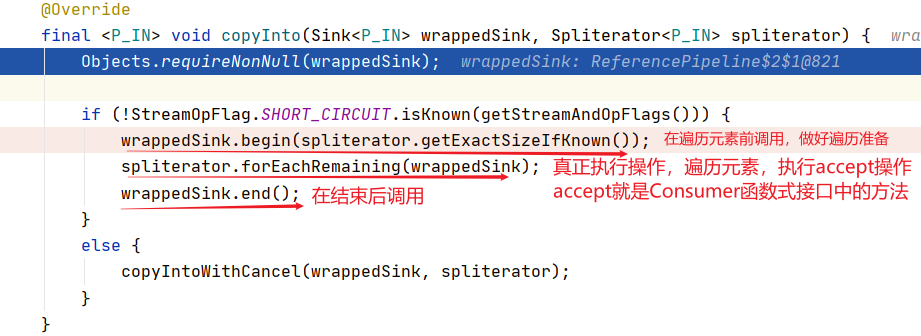 @Override
final <P_IN> void copyInto(Sink<P_IN> wrappedSink, Spliterator<P_IN> spliterator) {
Objects.requireNonNull(wrappedSink); wrappedSink: ReferencePipeline$2$1@821
if (!StreamOpFlag.SHORT_CIRCUIT.isKnown(getStreamAndOpFlags())) {
wrappedSink.begin(spliterator.getExactSizeIfKnown()); 在遍历元素前调用，做好遍历准备
spliterator.forEachRemaining(wrappedSink); 真正执行操作，遍历元素，执行accept操作
accept就是Consumer函数式接口中的方法
wrappedSink.end(); 在结束后调用
}
else {
copyIntoWithCancel(wrappedSink, spliterator);
}
}